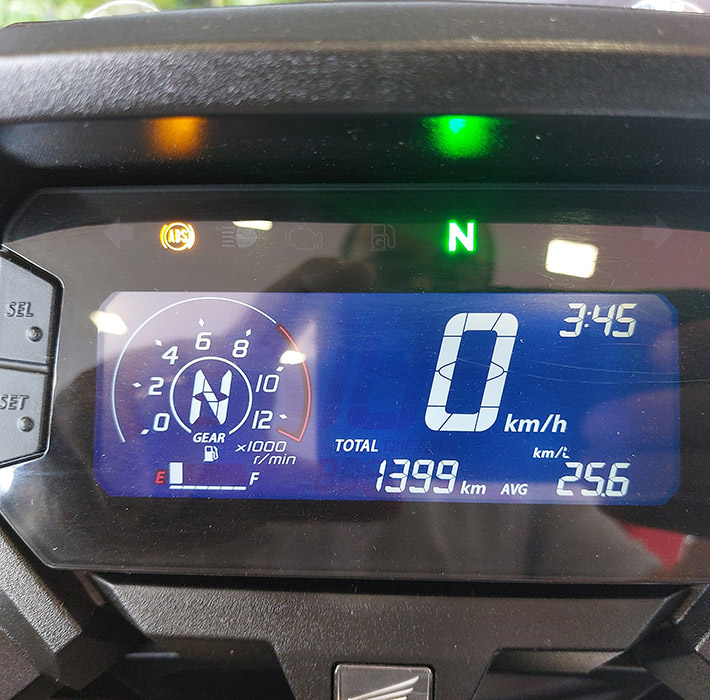 ABS
N
SEL
SET
3:45
0 2 4 6 8 10 12
N
GEAR
x1000
r/min
0 km/h
E F
TOTAL
1399 km
km/L
AVG 25.6